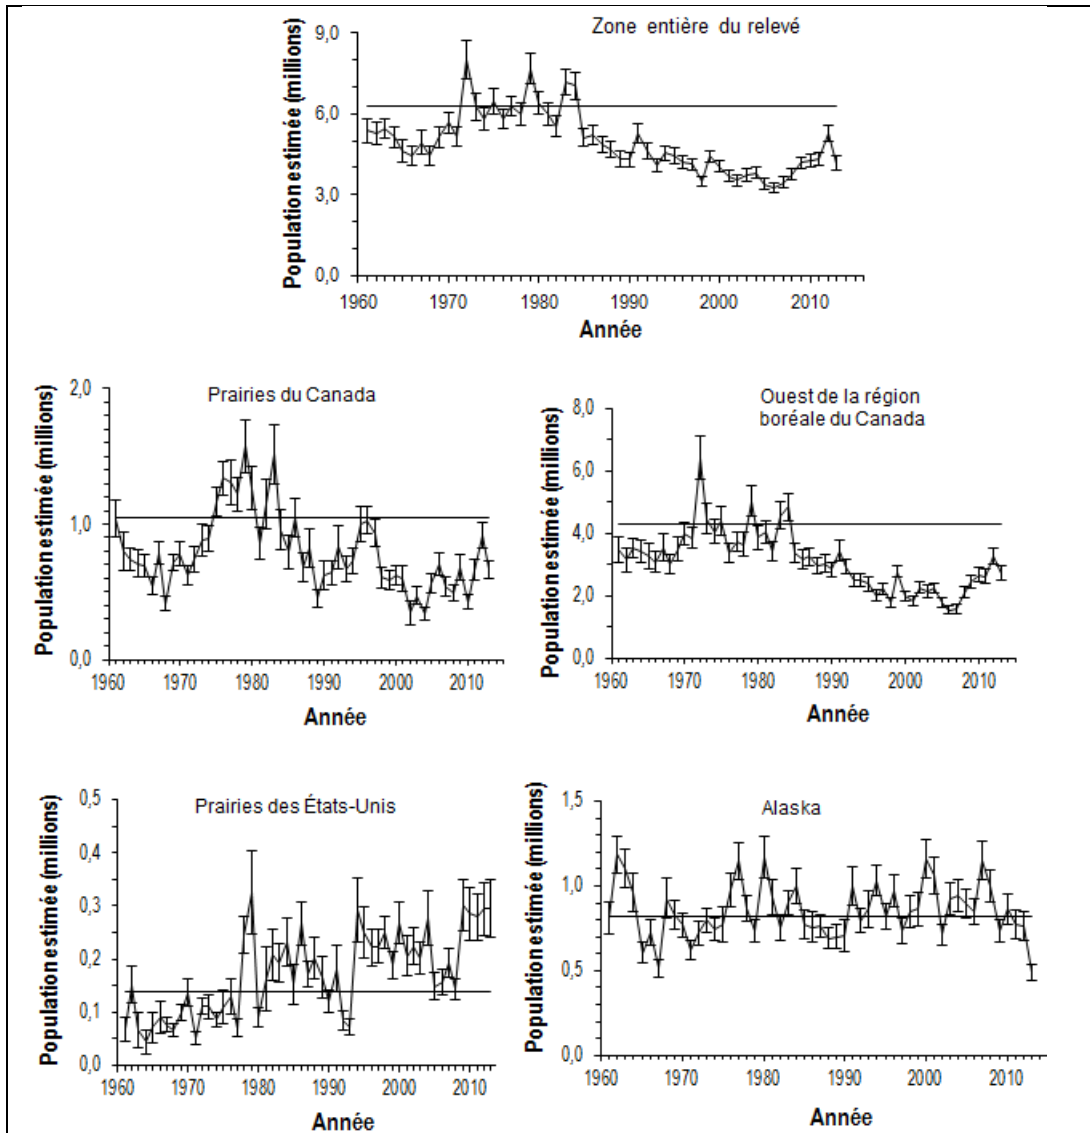 Zone entière du relevé
Population estimée (millions)
9,0
6,0
3,0
0,0
1960 1970 1980 1990 2000 2010
Année
Prairies du Canada
Population estimée (millions)
2,0
1,0
0,0
1960 1970 1980 1990 2000 2010
Année
Ouest de la région
boréale du Canada
Population estimée (millions)
8,0
6,0
4,0
2,0
0,0
1960 1970 1980 1990 2000 2010
Année
Prairies des États-Unis
Population estimée (millions)
0,5
0,4
0,3
0,2
0,1
0,0
1960 1970 1980 1990 2000 2010
Année
Alaska
Population estimée (millions)
1,5
1,0
0,5
0,0
1960 1970 1980 1990 2000 2010
Année